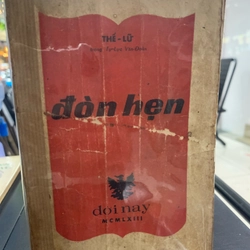 THẾ - LỮ
đòn hẹn
đời nay
MCMLXIII